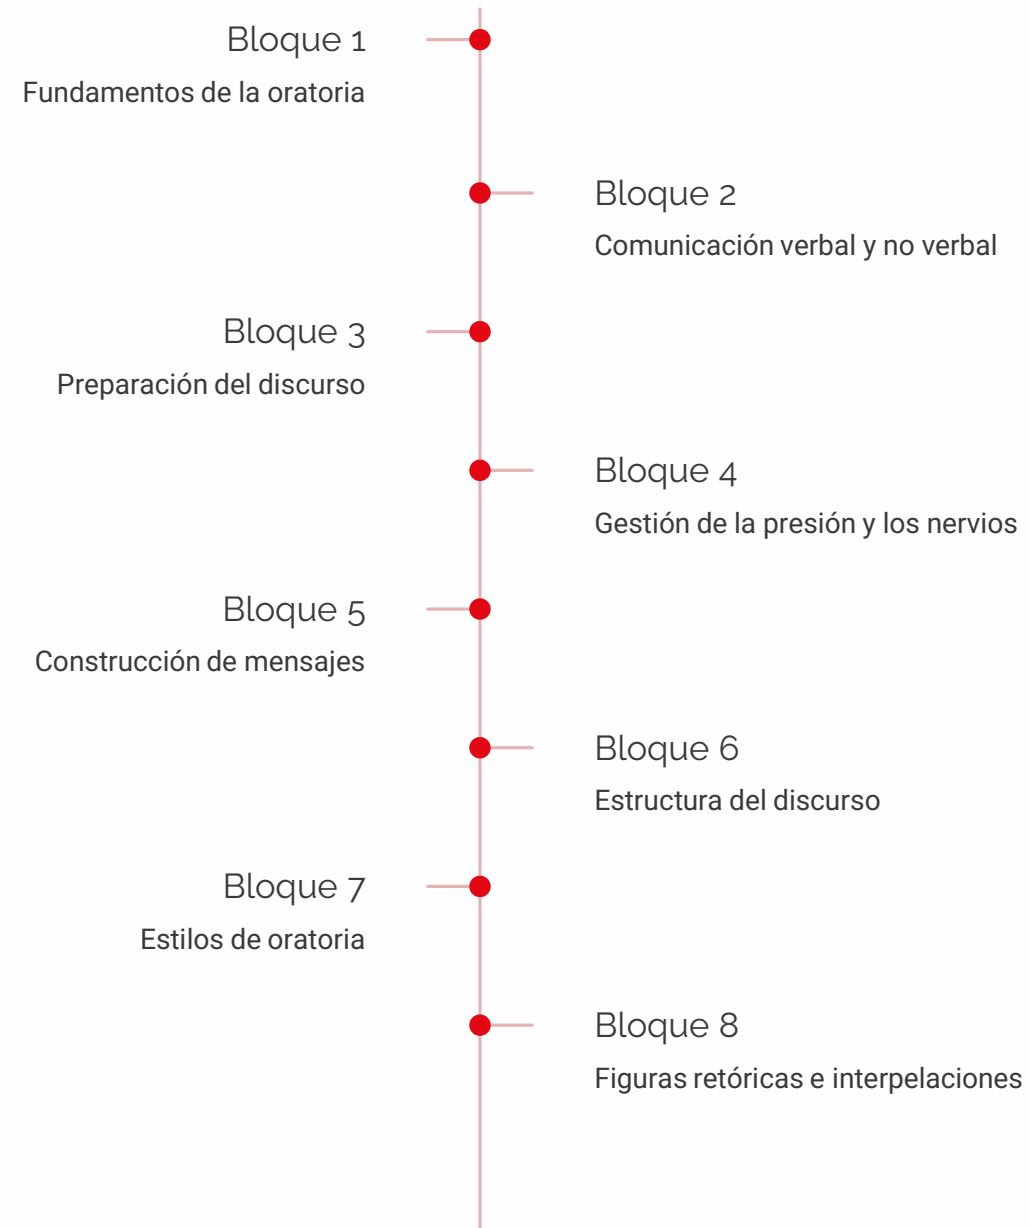 Bloque 1
Fundamentos de la oratoria
Bloque 2
Comunicación verbal y no verbal
Bloque 3
Preparación del discurso
Bloque 4
Gestión de la presión y los nervios
Bloque 5
Construcción de mensajes
Bloque 6
Estructura del discurso
Bloque 7
Estilos de oratoria
Bloque 8
Figuras retóricas e interpelaciones